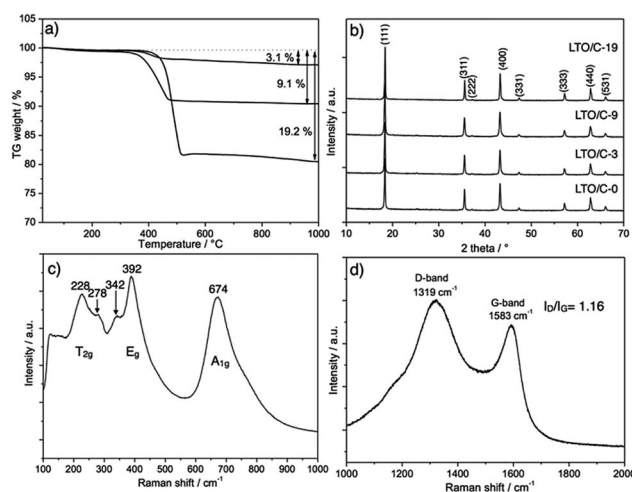 a)
100
95
90
85
80
75
70
TG weight / %
3.1 %
9.1 %
19.2 %
200 400 600 800 1000
Temperature / °C
b)
Intensity / a.u.
(111)
(311)
(222)
(400)
(331)
(333)
(440)
(531)
LTO/C-19
LTO/C-9
LTO/C-3
LTO/C-0
10 20 30 40 50 60 70
2 theta / °
c)
Intensity / a.u.
228
278
342
392
674
T2g
Eg
A1g
100 200 300 400 500 600 700 800 900 1000
Raman shift / cm-1
d)
Intensity / a.u.
D-band
1319 cm-1
G-band
1583 cm-1
ID/IG= 1.16
1000 1200 1400 1600 1800 2000
Raman shift / cm-1